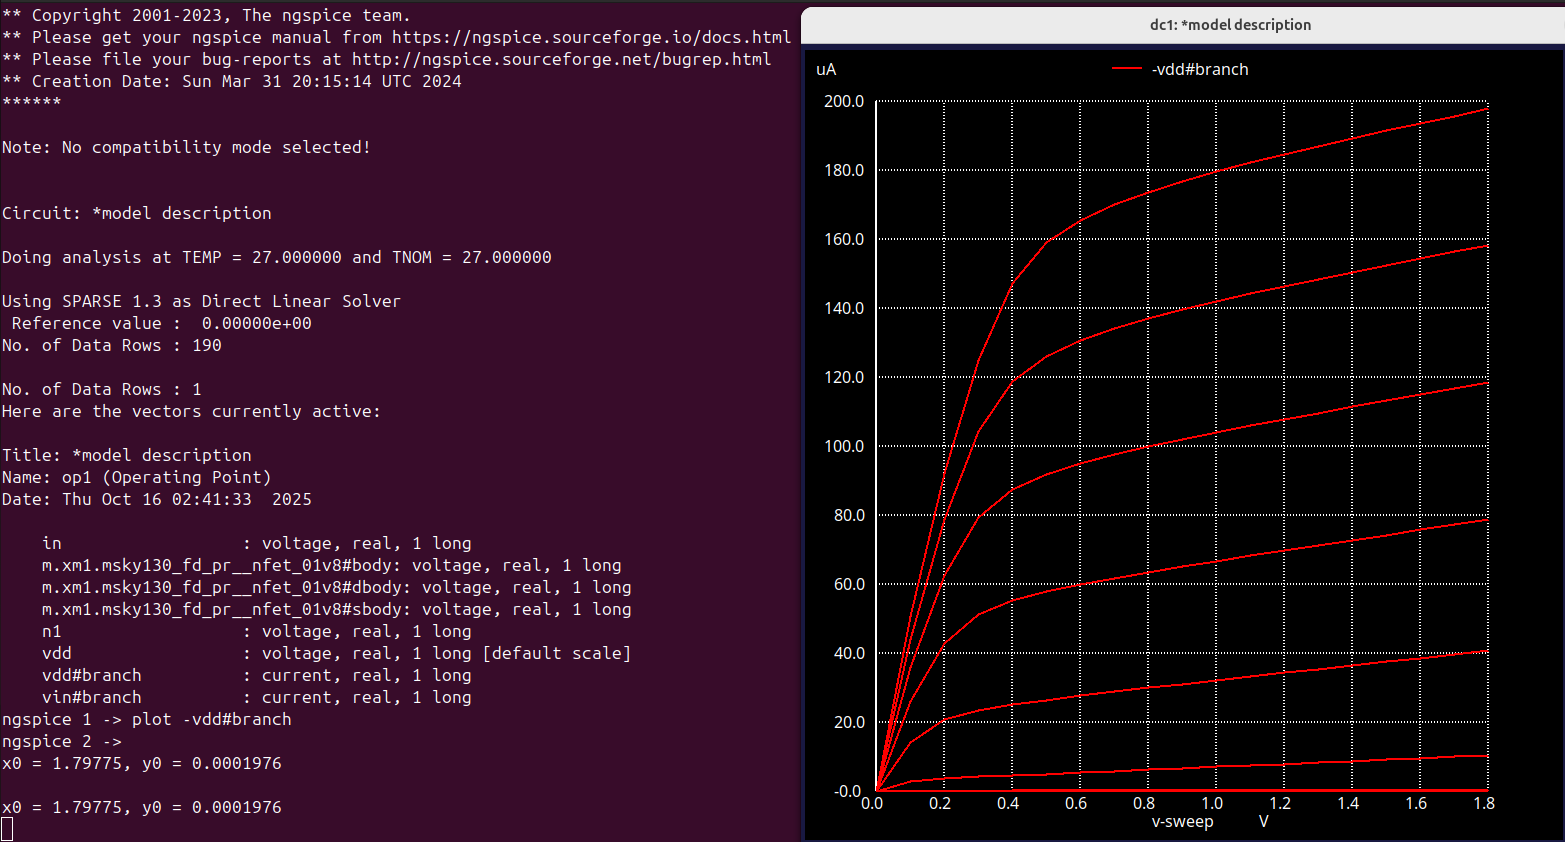 ** Copyright 2001-2023, The ngspice team.
** Please get your ngspice manual from https://ngspice.sourceforge.io/docs.html
** Please file your bug-reports at http://ngspice.sourceforge.net/bugrep.html
** Creation Date: Sun Mar 31 20:15:14 UTC 2024
******
Note: No compatibility mode selected!
Circuit: *model description
Doing analysis at TEMP = 27.000000 and TNOM = 27.000000
Using SPARSE 1.3 as Direct Linear Solver
Reference value :  0.00000e+00
No. of Data Rows : 190
No. of Data Rows : 1
Here are the vectors currently active:
Title: *model description
Name: op1 (Operating Point)
Date: Thu Oct 16 02:41:33  2025
in                  : voltage, real, 1 long
m.xm1.msky130_fd_pr__nfet_01v8#body: voltage, real, 1 long
m.xm1.msky130_fd_pr__nfet_01v8#dbody: voltage, real, 1 long
m.xm1.msky130_fd_pr__nfet_01v8#sbody: voltage, real, 1 long
n1                  : voltage, real, 1 long
vdd                 : voltage, real, 1 long [default scale]
vdd#branch          : current, real, 1 long
vin#branch          : current, real, 1 long
ngspice 1 -> plot -vdd#branch
ngspice 2 ->
x0 = 1.79775, y0 = 0.0001976
x0 = 1.79775, y0 = 0.0001976
dc1: *model description
uA
-vdd#branch
200.0
180.0
160.0
140.0
120.0
100.0
80.0
60.0
40.0
20.0
-0.0
0.0 0.2 0.4 0.6 0.8 1.0 1.2 1.4 1.6 1.8
v-sweep V